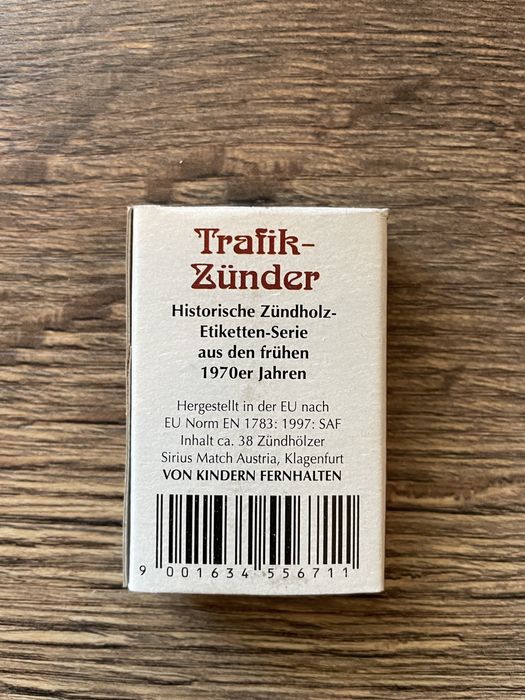 Trafik-
Zünder
Historische Zündholz-
Etiketten-Serie
aus den frühen
1970er Jahren
Hergestellt in der EU nach
EU Norm EN 1783: 1997: SAF
Inhalt ca. 38 Zündhölzer
Sirius Match Austria, Klagenfurt
VON KINDERN FERNHALTEN
9 001634 556711